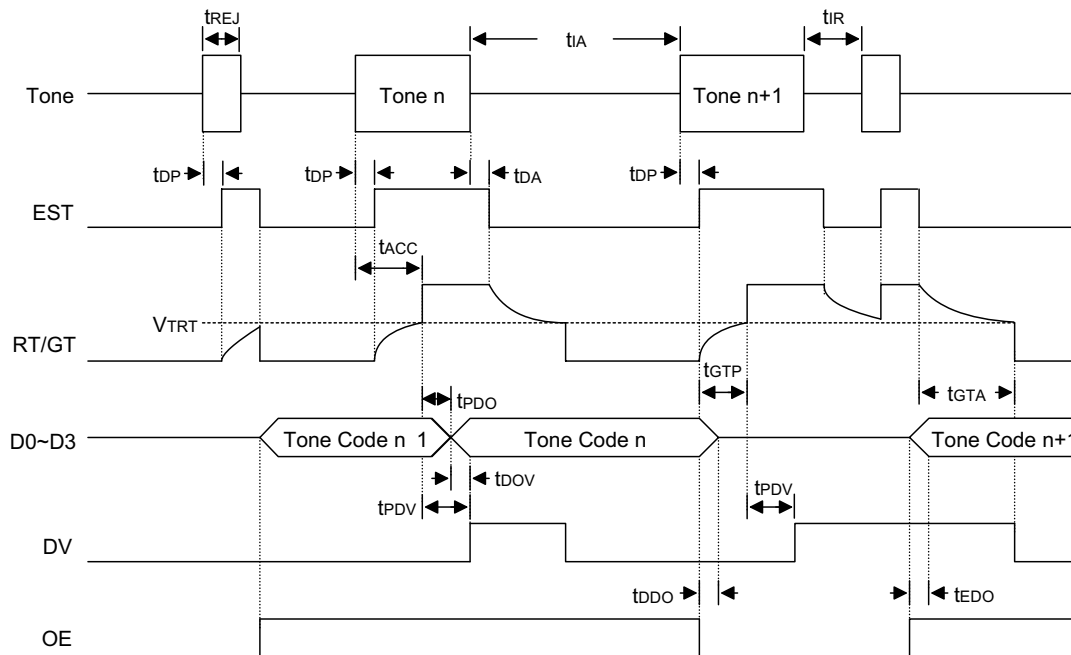 tREJ
tIA
tIR
Tone
Tone n
Tone n+1
tDP
tDP
tDA
tDP
EST
tACC
VTRT
RT/GT
tGTP
tGTA
tPDO
D0~D3
Tone Code n 1
Tone Code n
Tone Code n+1
tDOV
tPDV
tPDV
DV
tDDO
tEDO
OE